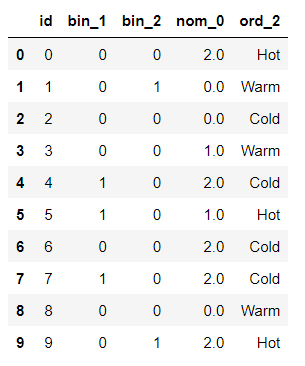 id bin_1 bin_2 nom_0 ord_2
0 0 0 0 2.0 Hot
1 1 0 1 0.0 Warm
2 2 0 0 0.0 Cold
3 3 0 0 1.0 Warm
4 4 1 0 2.0 Cold
5 5 1 0 1.0 Hot
6 6 0 0 2.0 Cold
7 7 1 0 2.0 Cold
8 8 0 0 0.0 Warm
9 9 0 1 2.0 Hot